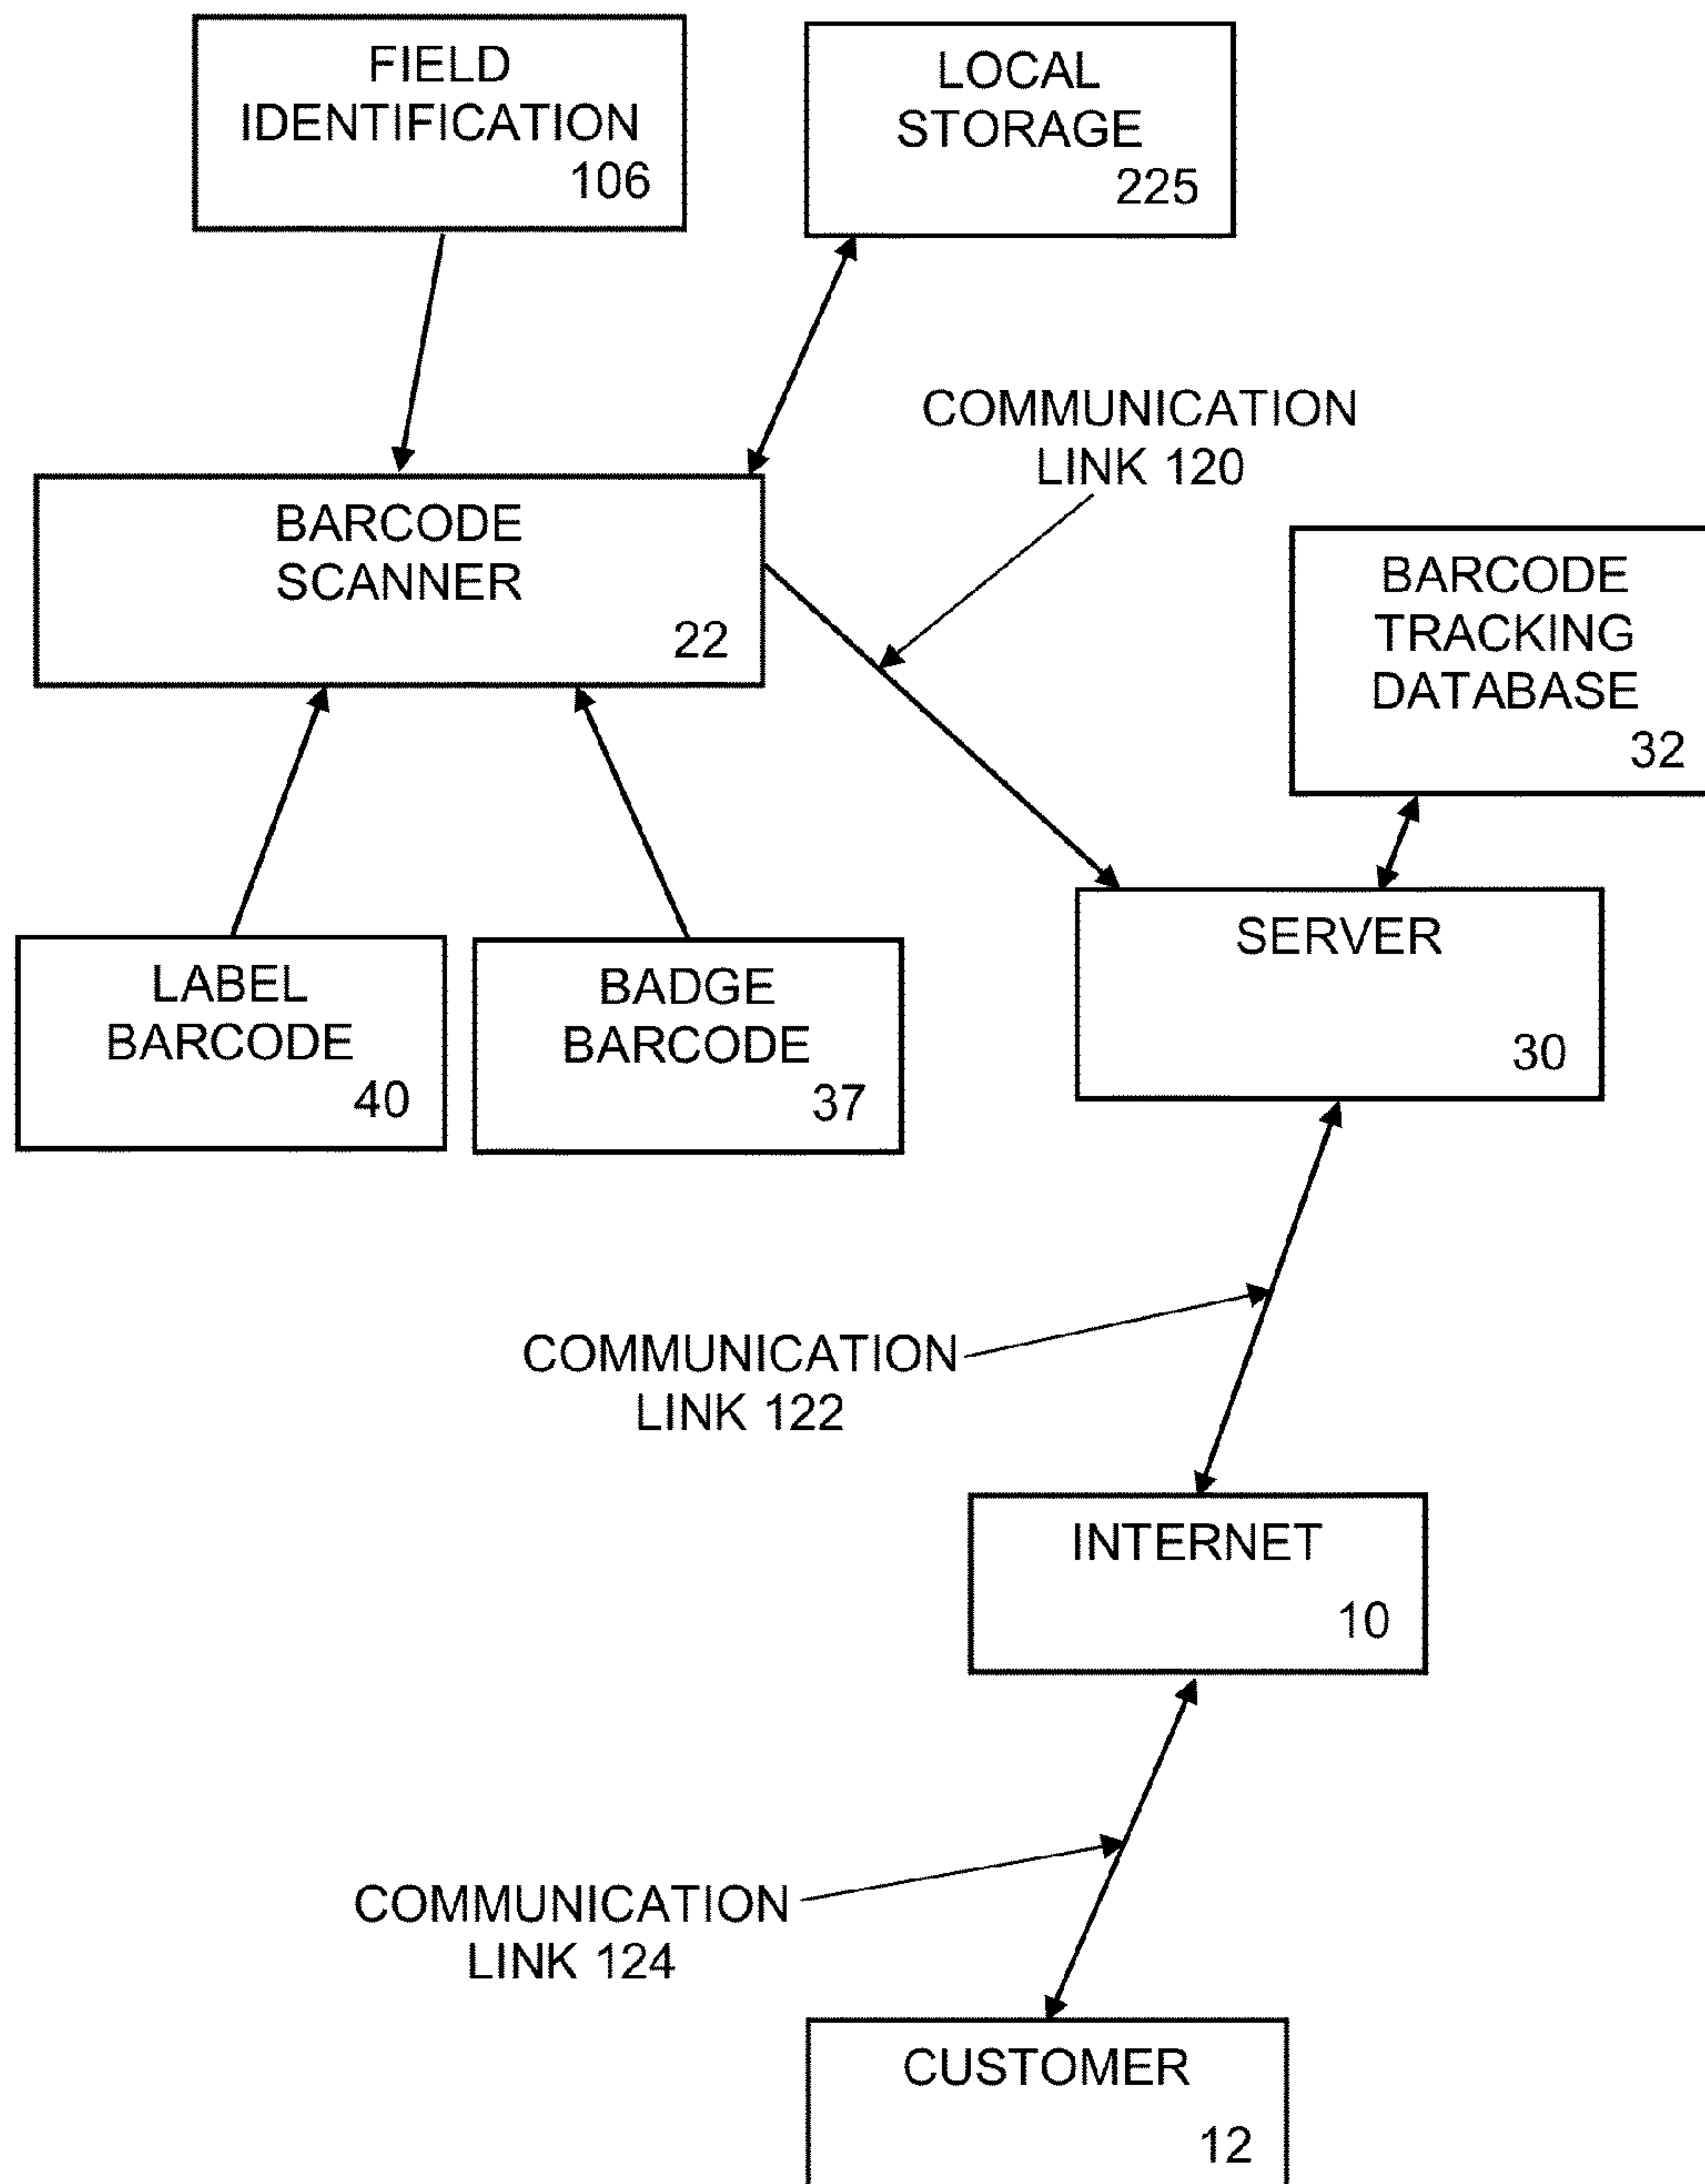 FIELD
IDENTIFICATION
106
LOCAL
STORAGE
225
COMMUNICATION
LINK 120
BARCODE
SCANNER
22
BARCODE
TRACKING
DATABASE
32
SERVER
30
LABEL
BARCODE
40
BADGE
BARCODE
37
COMMUNICATION
LINK 122
INTERNET
10
COMMUNICATION
LINK 124
CUSTOMER
12